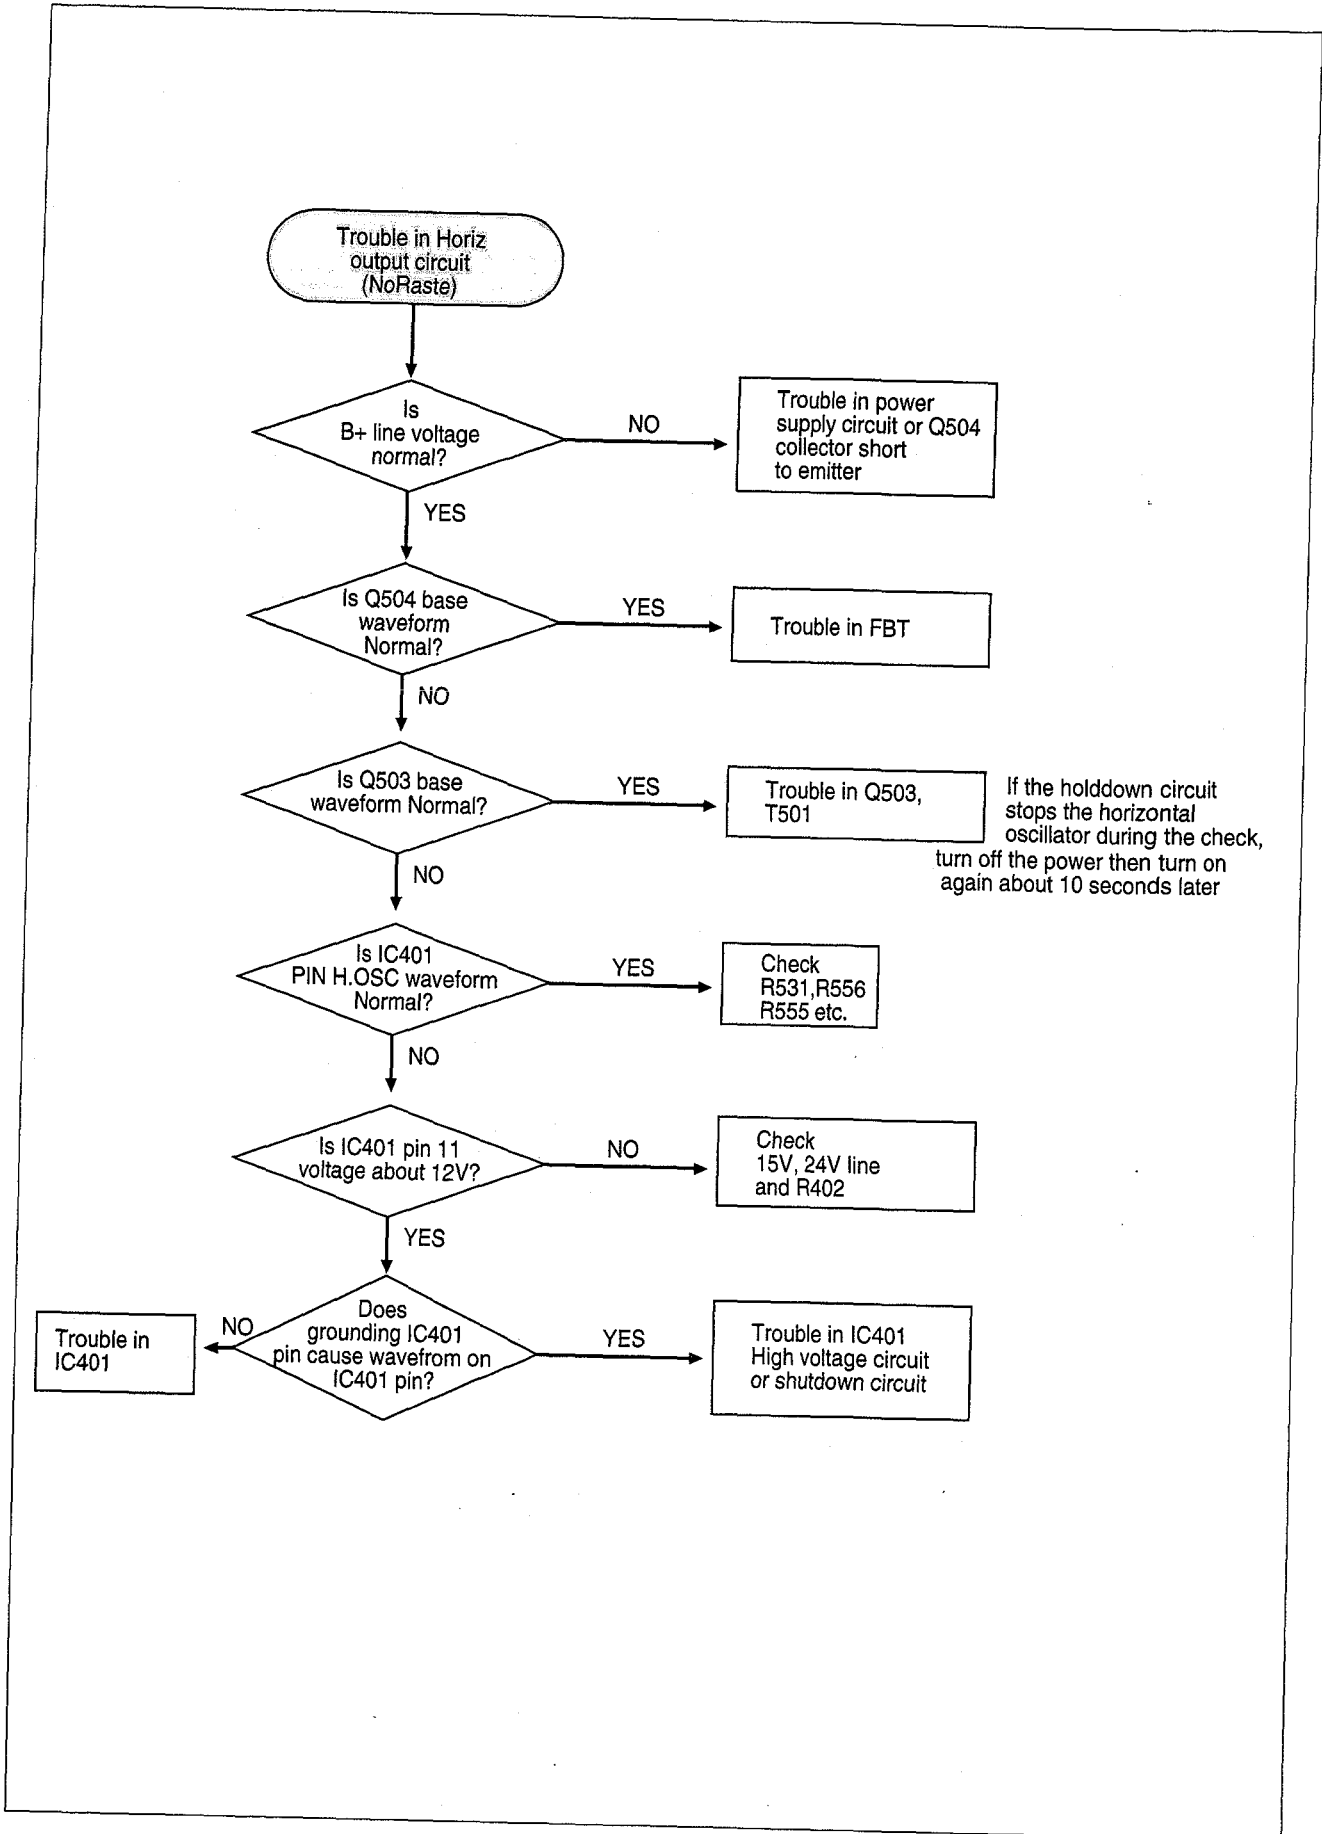 Trouble in Horiz
output circuit
(NoRaste)
Is
B+ line voltage
normal?
NO
Trouble in power
supply circuit or Q504
collector short
to emitter
YES
Is Q504 base
waveform
Normal?
YES
Trouble in FBT
NO
Is Q503 base
waveform Normal?
YES
Trouble in Q503,
T501
If the holddown circuit
stops the horizontal
oscillator during the check,
turn off the power then turn on
again about 10 seconds later
NO
Is IC401
PIN H.OSC waveform
Normal?
YES
Check
R531,R556
R555 etc.
NO
Is IC401 pin 11
voltage about 12V?
NO
Check
15V, 24V line
and R402
YES
Does
grounding IC401
pin cause wavefrom on
IC401 pin?
NO
Trouble in
IC401
YES
Trouble in IC401
High voltage circuit
or shutdown circuit